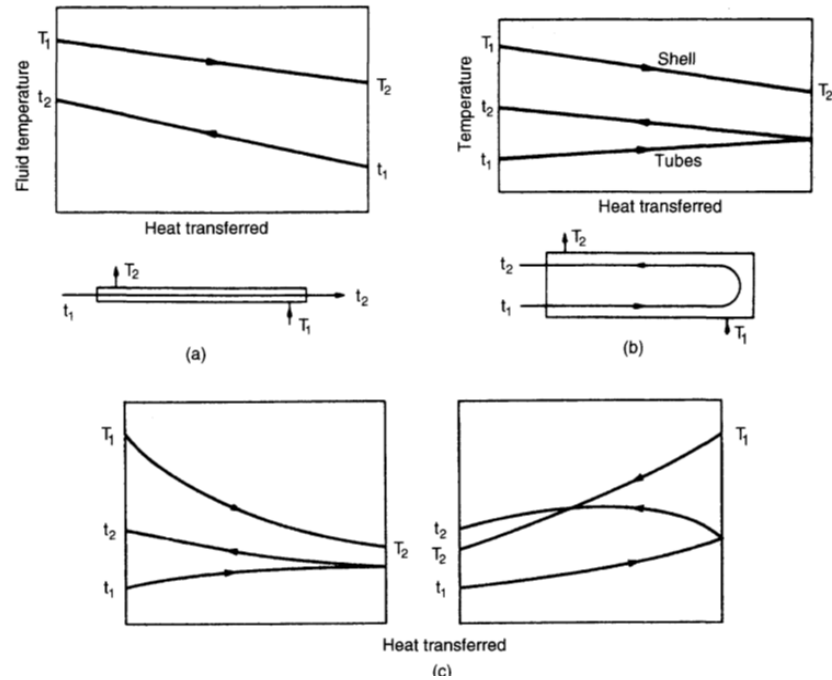 T₁
T₂
t₂
t₁
Fluid temperature
Heat transferred
T₂
t₁
t₂
T₁
(a)
T₁
Shell
T₂
t₂
t₁
Tubes
Temperature
Heat transferred
T₂
t₂
t₁
T₁
(b)
T₁
t₂
T₂
t₁
T₁
t₂
T₂
t₁
Heat transferred
(c)